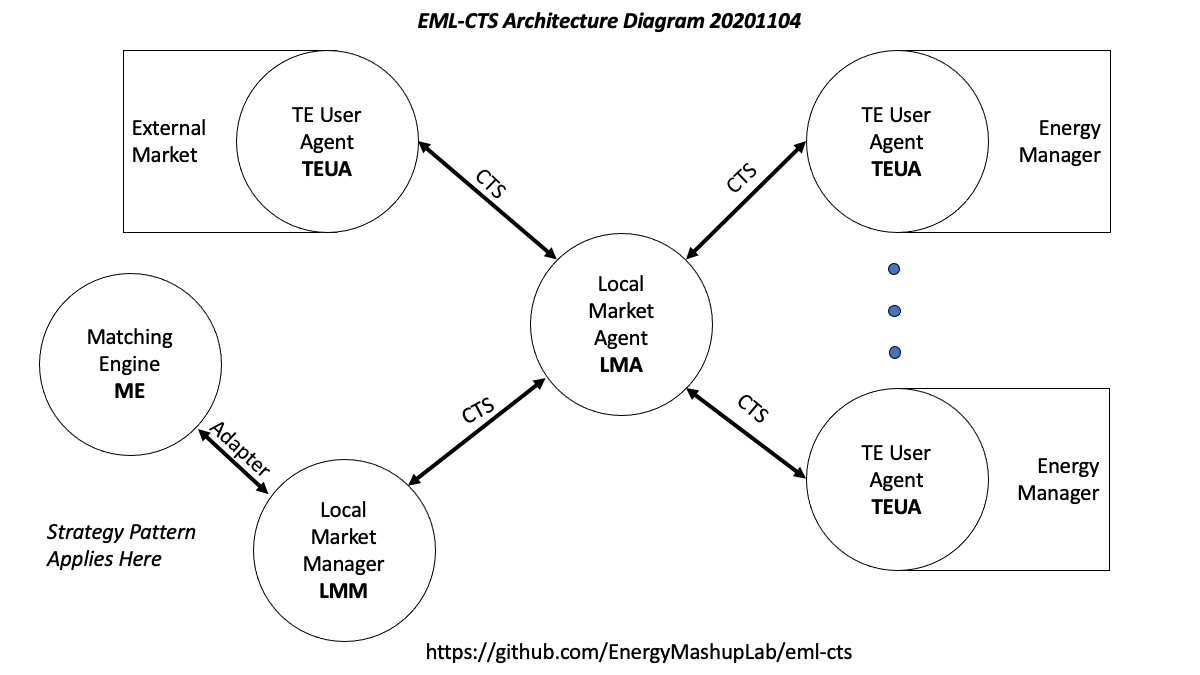 EML-CTS Architecture Diagram 20201104
External
Market
TE User
Agent
TEUA
CTS
CTS
TE User
Agent
TEUA
Energy
Manager
Local
Market
Agent
LMA
Matching
Engine
ME
Adapter
CTS
CTS
TE User
Agent
TEUA
Energy
Manager
Strategy Pattern
Applies Here
Local
Market
Manager
LMM
https://github.com/EnergyMashupLab/eml-cts